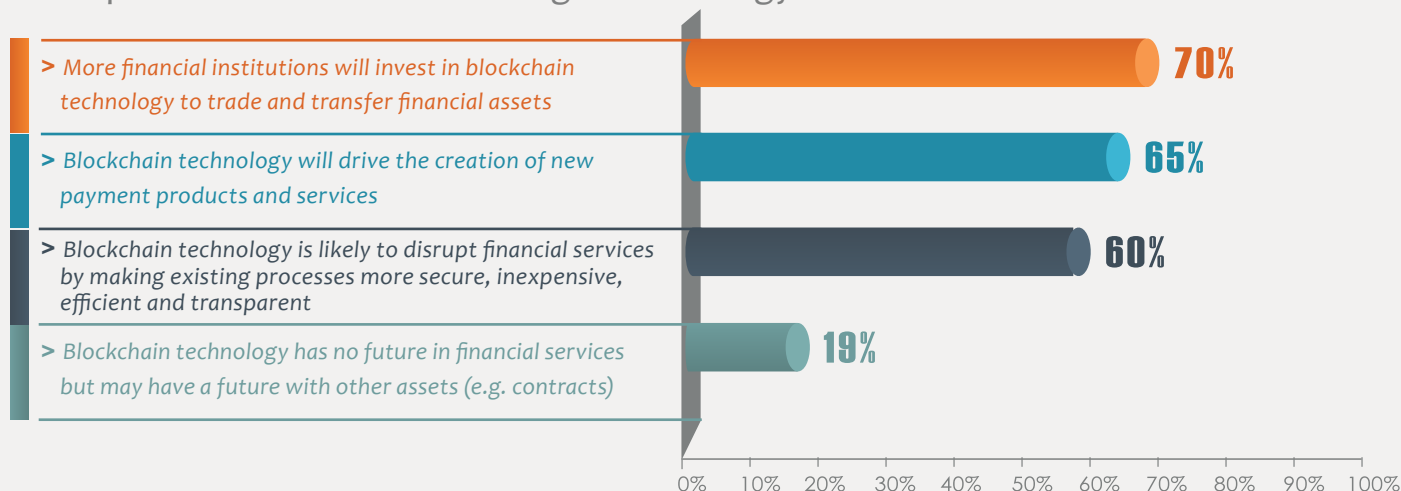 > More financial institutions will invest in blockchain
technology to trade and transfer financial assets
70%
> Blockchain technology will drive the creation of new
payment products and services
65%
> Blockchain technology is likely to disrupt financial services
by making existing processes more secure, inexpensive,
efficient and transparent
60%
> Blockchain technology has no future in financial services
but may have a future with other assets (e.g. contracts)
19%
0% 10% 20% 30% 40% 50% 60% 70% 80% 90% 100%